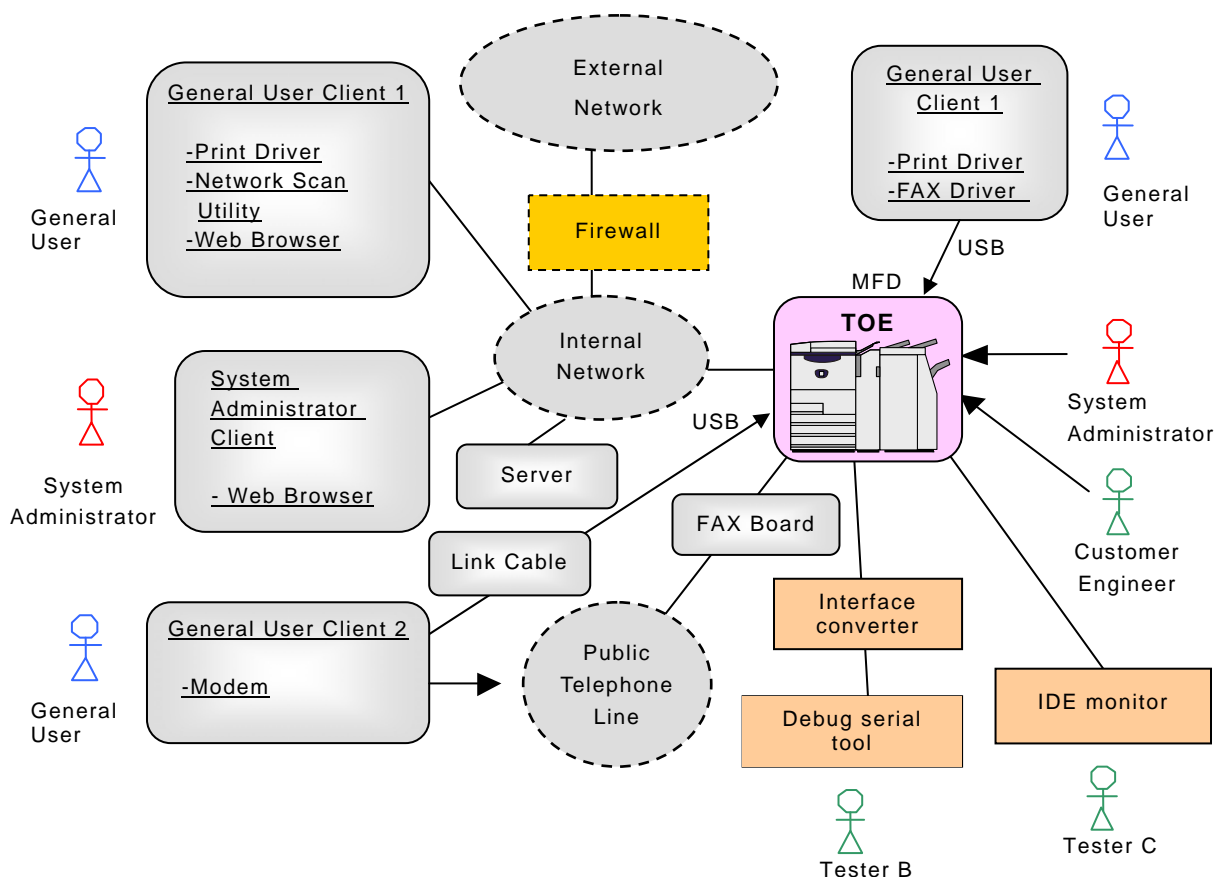 External
Network
General User Client 1
-Print Driver
-Network Scan
Utility
-Web Browser
General
User
General User
Client 1
-Print Driver
-FAX Driver
General
User
Firewall
USB
MFD
TOE
Internal
Network
System
Administrator
Client
- Web Browser
System
Administrator
System
Administrator
USB
Server
FAX Board
Link Cable
Customer
Engineer
General User Client 2
-Modem
General
User
Public
Telephone
Line
Interface
converter
Debug serial
tool
IDE monitor
Tester B
Tester C